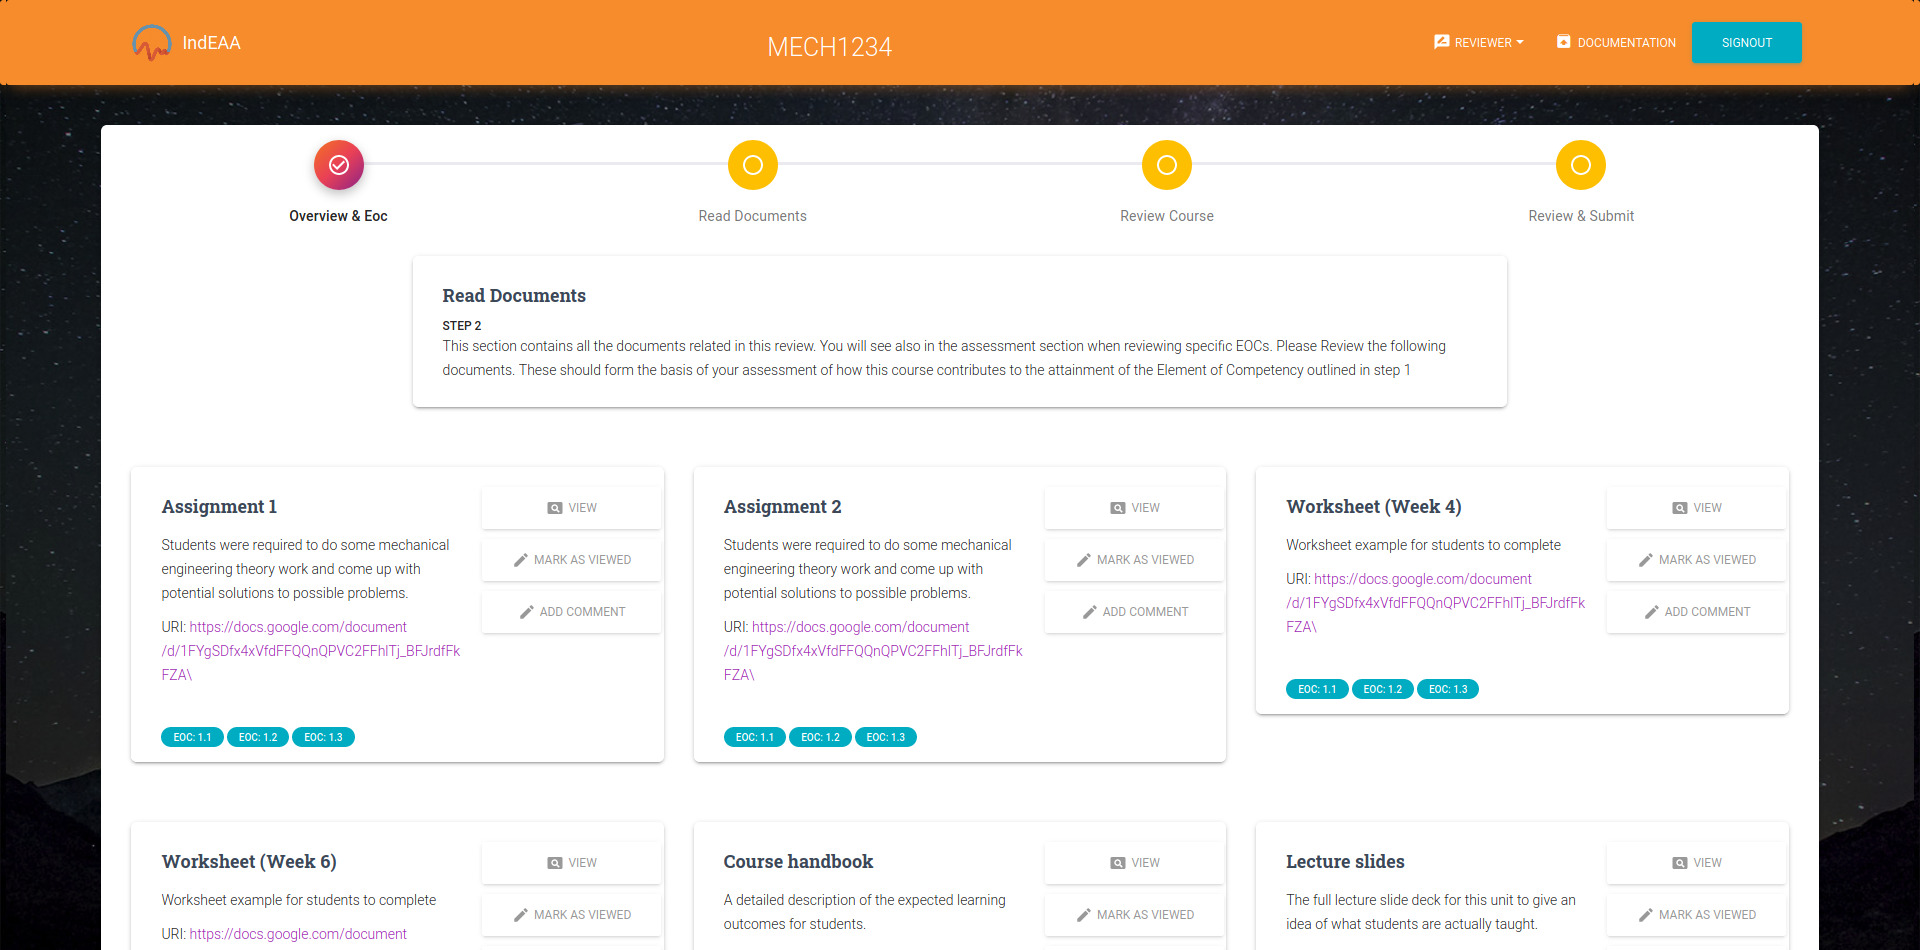 IndEAA
MECH1234
REVIEWER
DOCUMENTATION
SIGNOUT
Overview & Eoc
Read Documents
Review Course
Review & Submit
Read Documents
STEP 2
This section contains all the documents related in this review. You will see also in the assessment section when reviewing specific EOCs. Please Review the following
documents. These should form the basis of your assessment of how this course contributes to the attainment of the Element of Competency outlined in step 1
Assignment 1
Students were required to do some mechanical
engineering theory work and come up with
potential solutions to possible problems.
URI: https://docs.google.com/document
/d/1FYgSDfx4xVfdFFQQnQPVC2FFhlTj_BFJrdfFk
FZA\
EOC: 1.1 EOC: 1.2 EOC: 1.3
VIEW
MARK AS VIEWED
ADD COMMENT
Assignment 2
Students were required to do some mechanical
engineering theory work and come up with
potential solutions to possible problems.
URI: https://docs.google.com/document
/d/1FYgSDfx4xVfdFFQQnQPVC2FFhlTj_BFJrdfFk
FZA\
EOC: 1.1 EOC: 1.2 EOC: 1.3
VIEW
MARK AS VIEWED
ADD COMMENT
Worksheet (Week 4)
Worksheet example for students to complete
URI: https://docs.google.com/document
/d/1FYgSDfx4xVfdFFQQnQPVC2FFhlTj_BFJrdfFk
FZA\
EOC: 1.1 EOC: 1.2 EOC: 1.3
VIEW
MARK AS VIEWED
ADD COMMENT
Worksheet (Week 6)
Worksheet example for students to complete
URI: https://docs.google.com/document
VIEW
MARK AS VIEWED
Course handbook
A detailed description of the expected learning
outcomes for students.
VIEW
MARK AS VIEWED
Lecture slides
The full lecture slide deck for this unit to give an
idea of what students are actually taught.
VIEW
MARK AS VIEWED